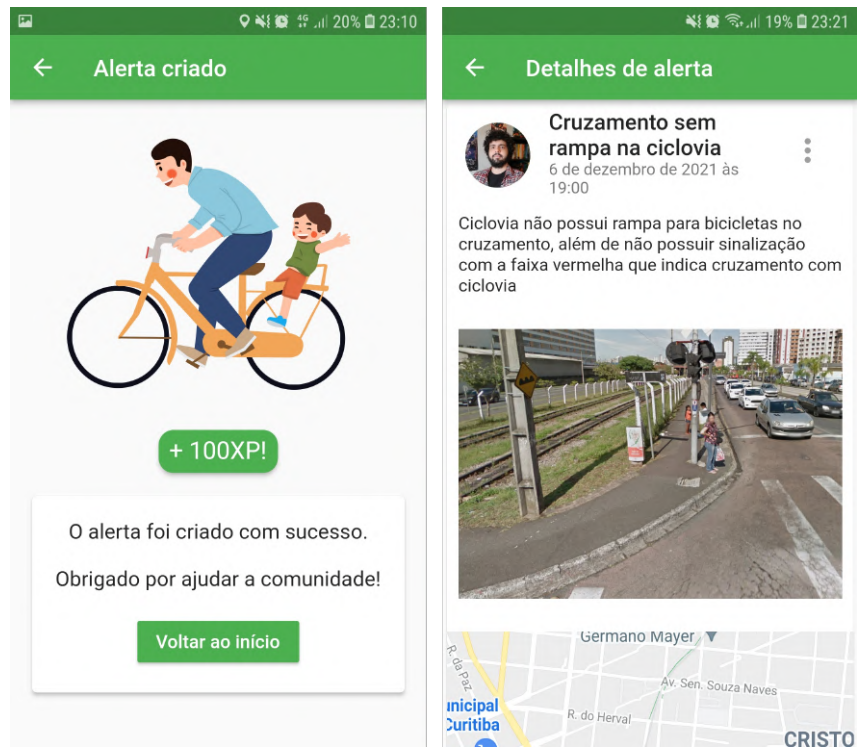 20% 23:10
Alerta criado
+ 100XP!
O alerta foi criado com sucesso.
Obrigado por ajudar a comunidade!
Voltar ao início
19% 23:21
Detalhes de alerta
Cruzamento sem
rampa na ciclovia
6 de dezembro de 2021 às
19:00
Ciclovia não possui rampa para bicicletas no
cruzamento, além de não possuir sinalização
com a faixa vermelha que indica cruzamento com
ciclovia
Germano Mayer
R. da Paz
Av. Sen. Souza Naves
unicipal
Curitiba
R. do Herval
CRISTO